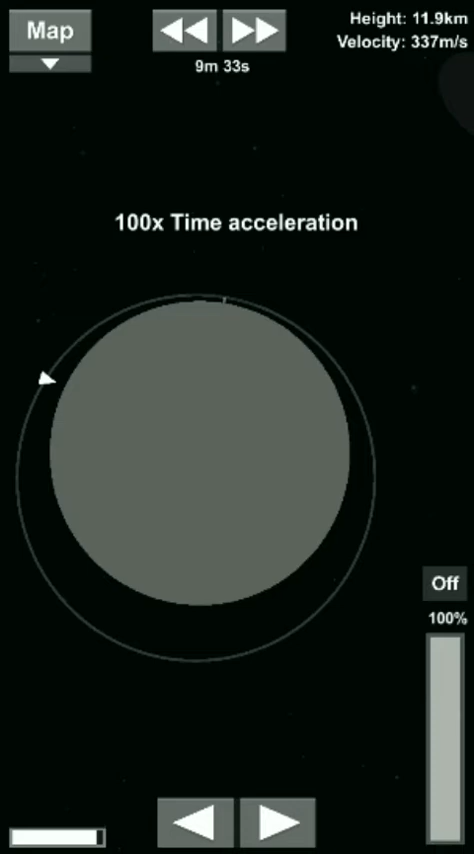 Map
9m 33s
Height: 11.9km
Velocity: 337m/s
100x Time acceleration
Off
100%